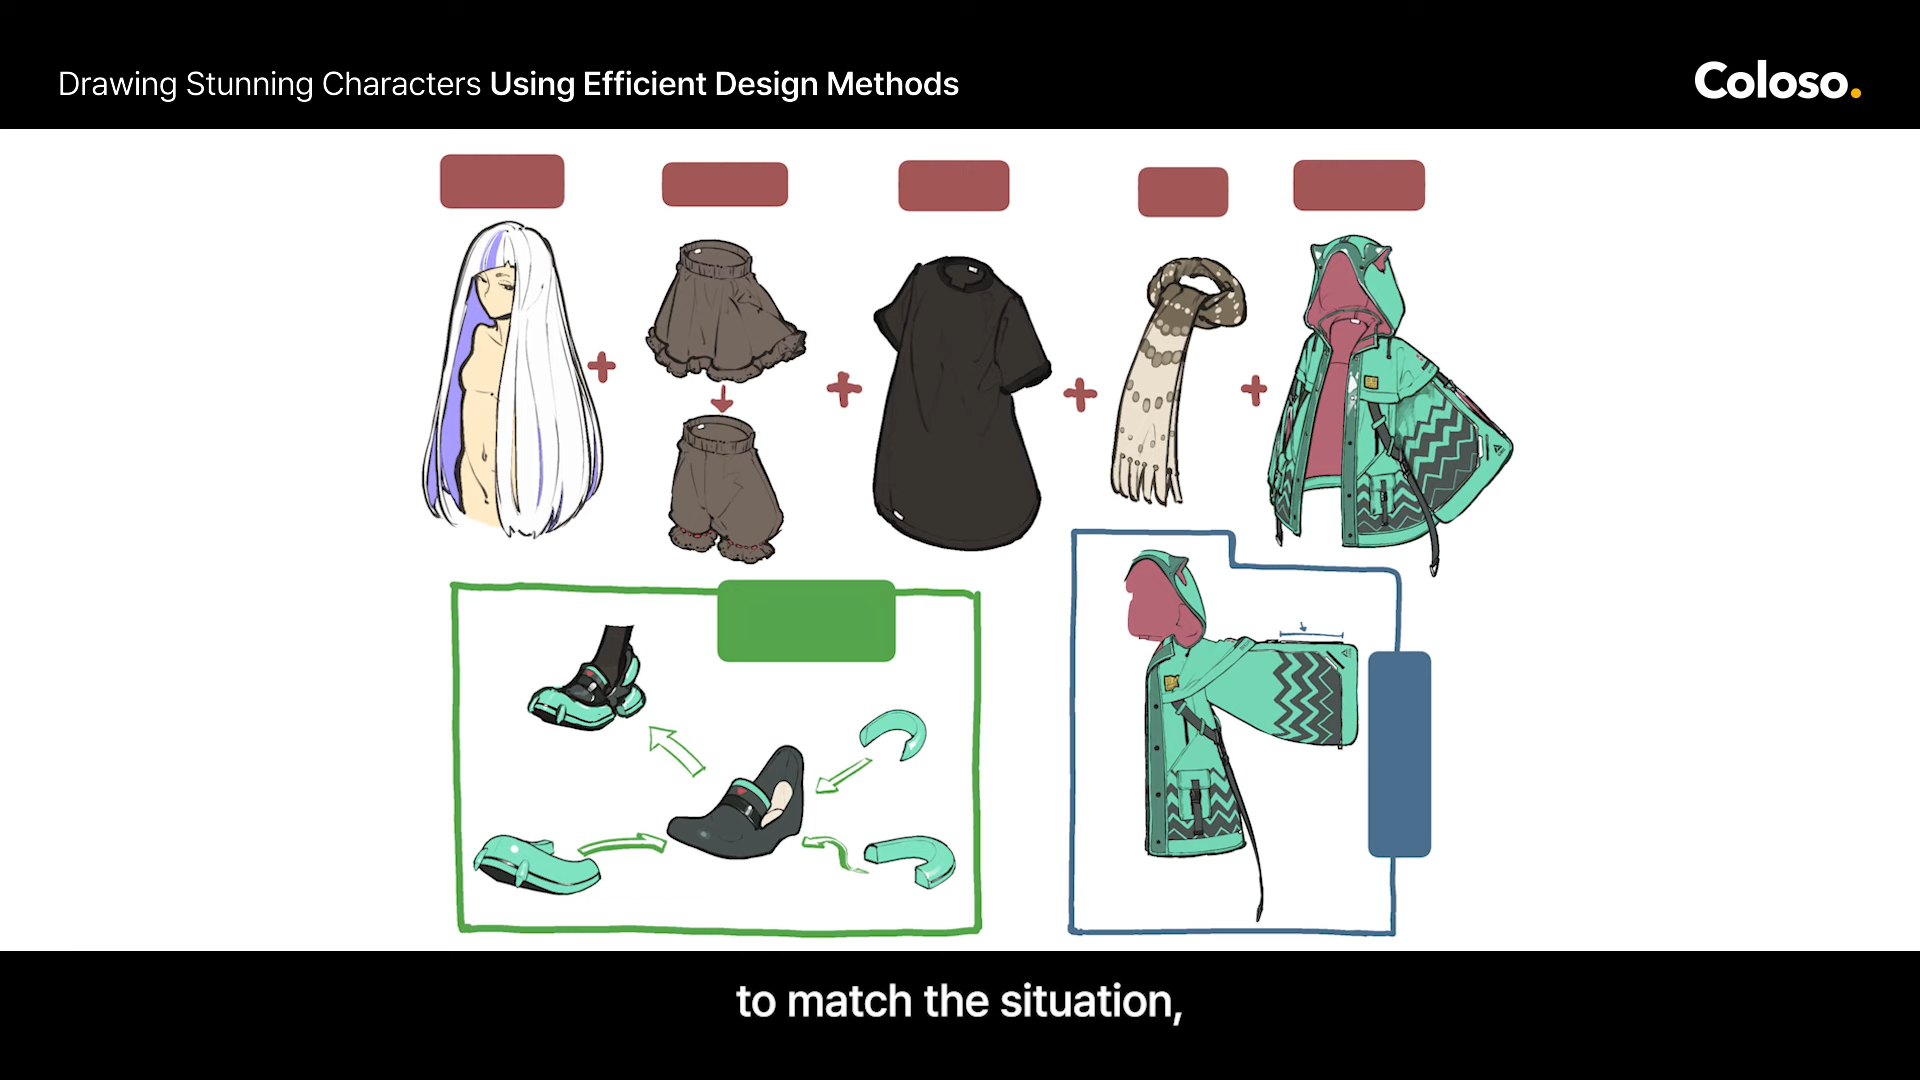 Drawing Stunning Characters Using Efficient Design Methods
Coloso.
to match the situation,